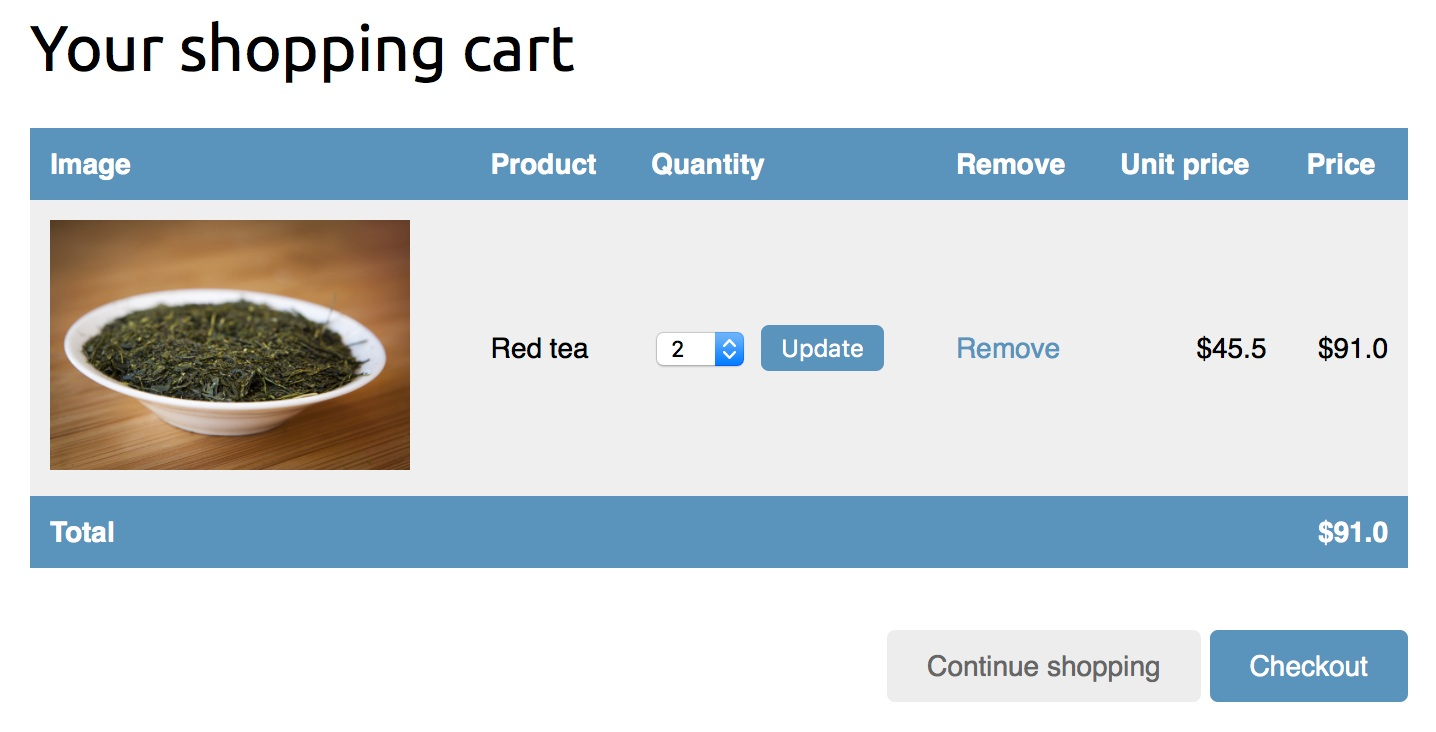 Your shopping cart
Image Product Quantity Remove Unit price Price
Red tea 2 Update Remove $45.5 $91.0
Total $91.0
Continue shopping Checkout